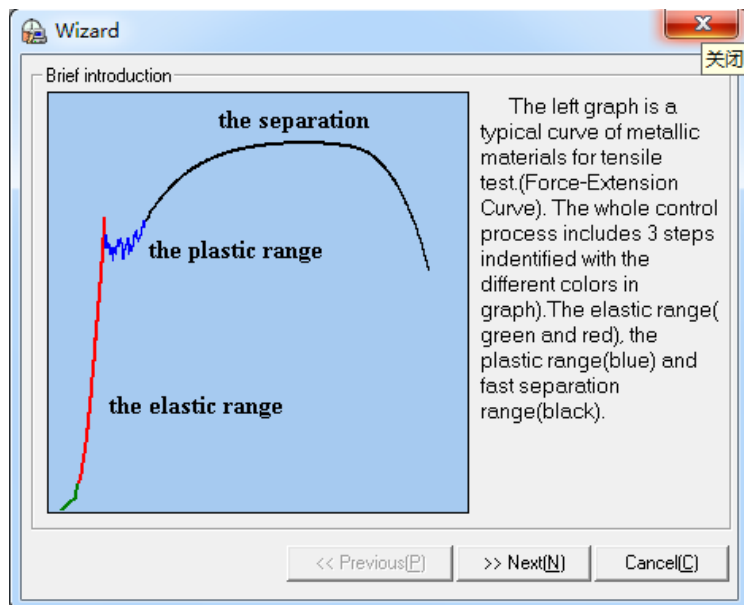 Wizard
X
关闭
Brief introduction
the separation
the plastic range
the elastic range
The left graph is a
typical curve of metallic
materials for tensile
test.(Force-Extension
Curve). The whole control
process includes 3 steps
indentified with the
different colors in
graph).The elastic range(
green and red), the
plastic range(blue) and
fast separation
range(black).
<< Previous(P)
>> Next(N)
Cancel(C)